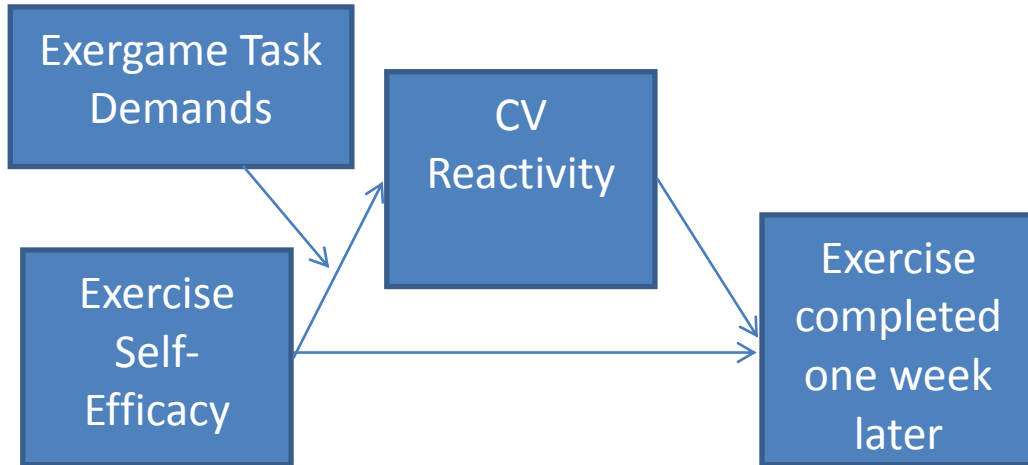 Exergame Task
Demands
CV
Reactivity
Exercise
Self-
Efficacy
Exercise
completed
one week
later